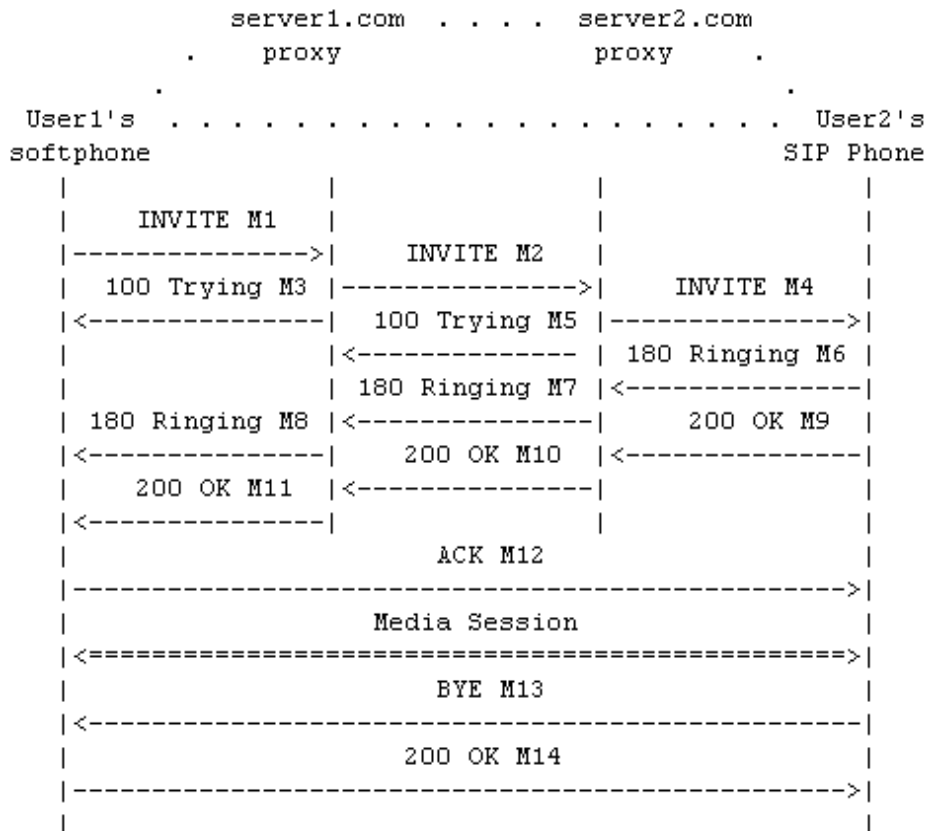 server1.com . . . . server2.com
. proxy proxy .
. .
User1's . . . . . . . . . . . . . . . . . . . . User2's
softphone SIP Phone
| | | |
| INVITE M1 | | |
|--------------->| INVITE M2 | |
| 100 Trying M3 |--------------->| INVITE M4 |
|<---------------| 100 Trying M5 |--------------->|
| |<-------------- | 180 Ringing M6 |
| | 180 Ringing M7 |<---------------|
| 180 Ringing M8 |<---------------| 200 OK M9 |
|<---------------| 200 OK M10 |<---------------|
| 200 OK M11 |<---------------| |
|<---------------| | |
| ACK M12 |
|------------------------------------------------->|
| Media Session |
|<================================================>|
| BYE M13 |
|<-------------------------------------------------|
| 200 OK M14 |
|------------------------------------------------->|
| |